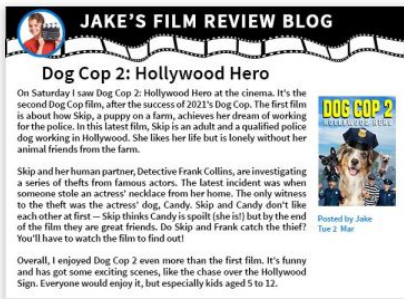 JAKE'S FILM REVIEW BLOG
Dog Cop 2: Hollywood Hero
On Saturday I saw Dog Cop 2: Hollywood Hero at the cinema. It's the
second Dog Cop film, after the success of 2021's Dog Cop. The first film
is about how Skip, a puppy on a farm, achieves her dream of working
for the police. In this latest film, Skip is an adult and a qualified police
dog working in Hollywood. She likes her life but is lonely without her
animal friends from the farm.
Skip and her human partner, Detective Frank Collins, are investigating
a series of thefts from famous actors. The latest incident was when
someone stole an actress' necklace from her home. The only witness
to the theft was the actress' dog, Candy. Skip and Candy don't like
each other at first — Skip thinks Candy is spoilt (she is!) but by the end
of the film they are great friends. Do Skip and Frank catch the thief?
You'll have to watch the film to find out!
Overall, I enjoyed Dog Cop 2 even more than the first film. It's funny
and has got some exciting scenes, like the chase over the Hollywood
Sign. Everyone would enjoy it, but especially kids aged 5 to 12.
DOG COP 2
HOLLYWOOD HERO
Posted by Jake
Tue 2 Mar